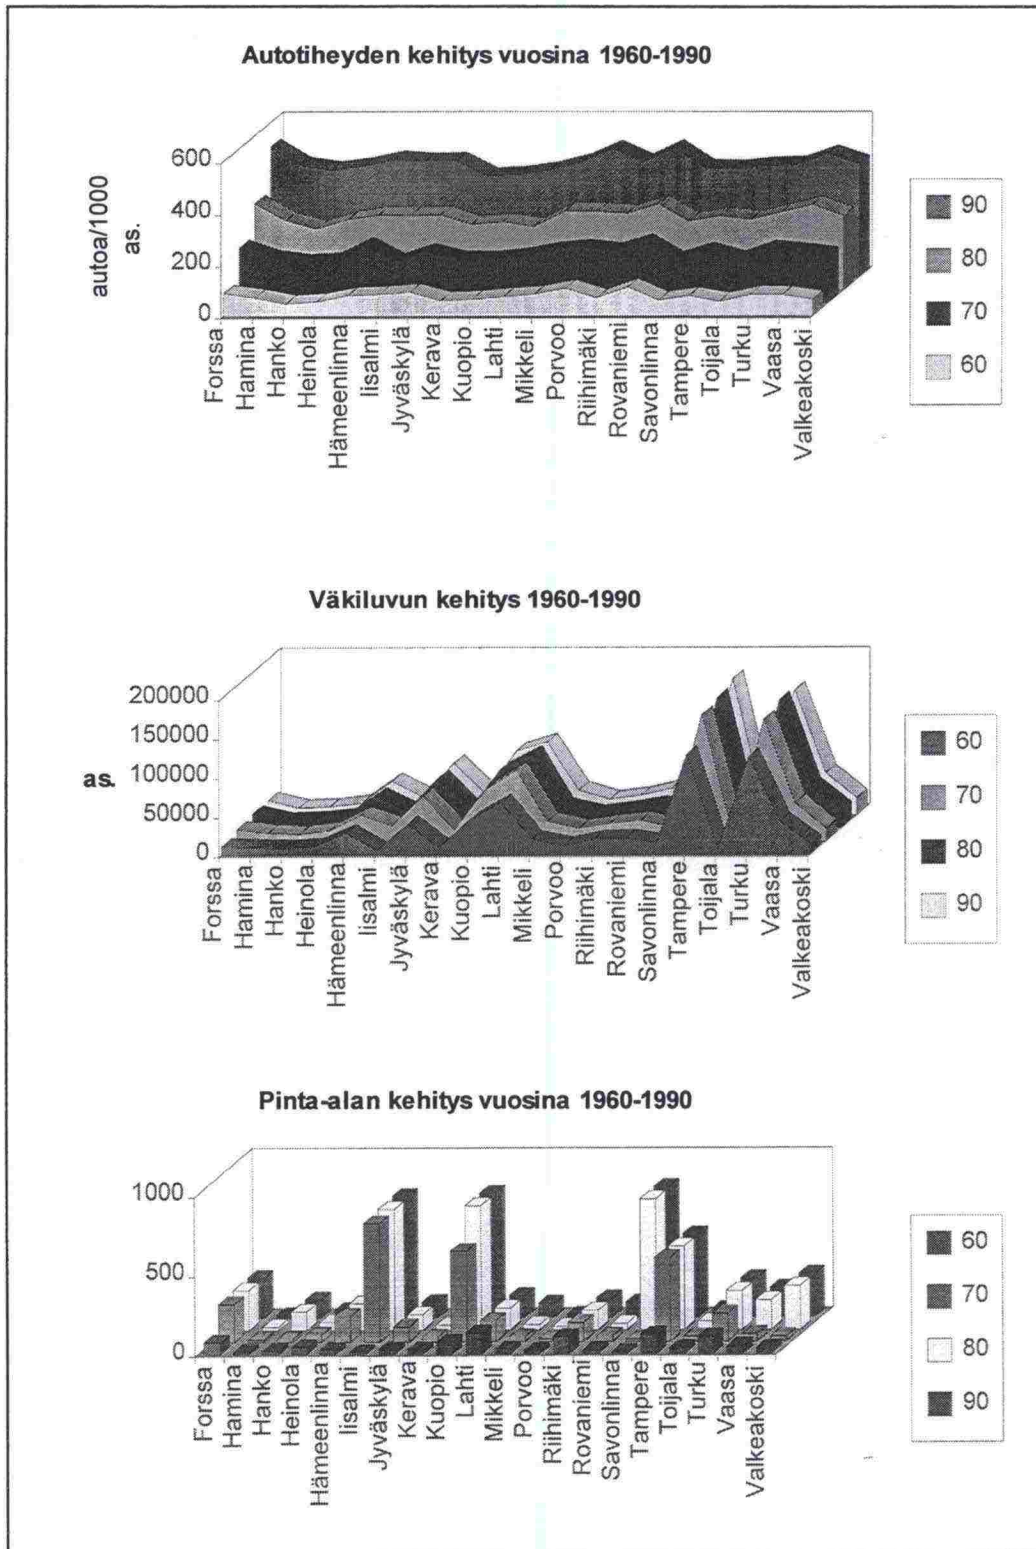 Autotiheyden kehitys vuosina 1960-1990
autoa/1000
as.
600
400
200
0
Forssa
Hamina
Hanko
Heinola
Hämeenlinna
Iisalmi
Jyväskylä
Kerava
Kuopio
Lahti
Mikkeli
Porvoo
Riihimäki
Rovaniemi
Savonlinna
Tampere
Toijala
Turku
Vaasa
Valkeakoski
90
80
70
60
Väkiluvun kehitys 1960-1990
as.
200000
150000
100000
50000
0
Forssa
Hamina
Hanko
Heinola
Hämeenlinna
Iisalmi
Jyväskylä
Kerava
Kuopio
Lahti
Mikkeli
Porvoo
Riihimäki
Rovaniemi
Savonlinna
Tampere
Toijala
Turku
Vaasa
Valkeakoski
60
70
80
90
Pinta-alan kehitys vuosina 1960-1990
1000
500
0
Forssa
Hamina
Hanko
Heinola
Hämeenlinna
Iisalmi
Jyväskylä
Kerava
Kuopio
Lahti
Mikkeli
Porvoo
Riihimäki
Rovaniemi
Savonlinna
Tampere
Toijala
Turku
Vaasa
Valkeakoski
60
70
80
90